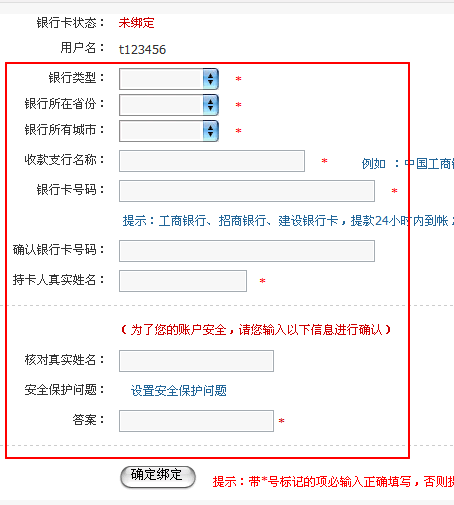 银行卡状态： 未绑定
用户名： t123456
银行类型： *
银行所在省份： *
银行所有城市： *
收款支行名称： * 例如 ：中国工商
银行卡号码： *
提示：工商银行、招商银行、建设银行卡，提款24小时内到帐
确认银行卡号码：
持卡人真实姓名： *
（为了您的账户安全，请您输入以下信息进行确认）
核对真实姓名：
安全保护问题： 设置安全保护问题
答案： *
确定绑定 提示：带*号标记的项必输入正确填写，否则